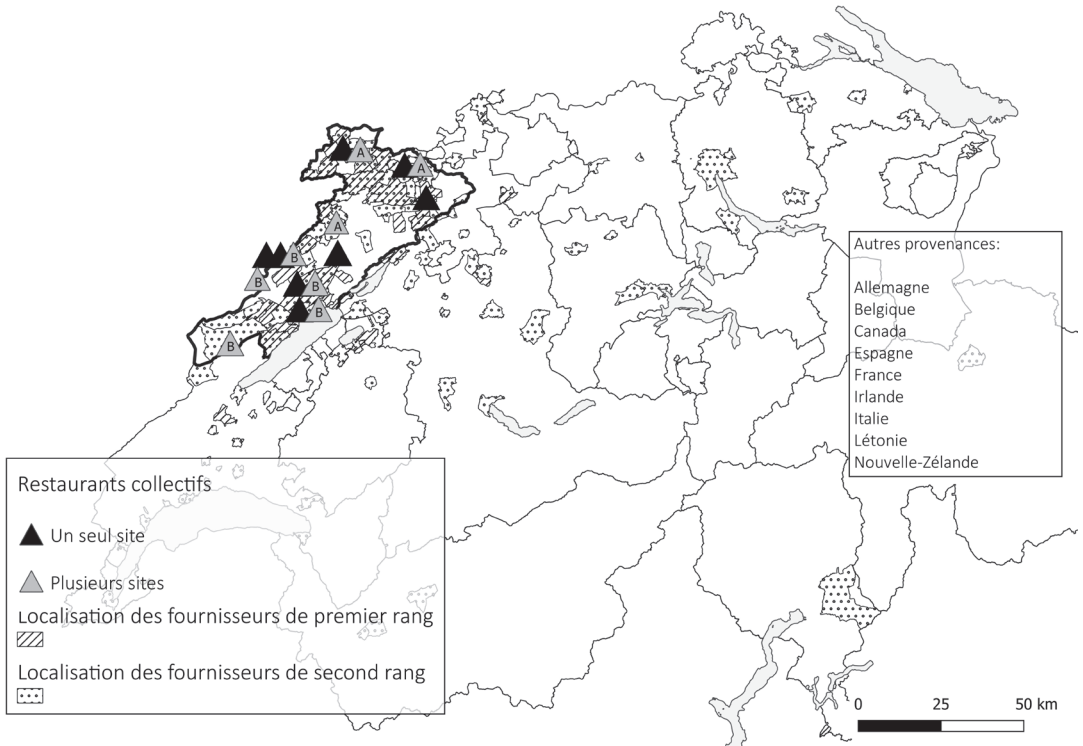 A
A
A
B
B
B
B
B
Autres provenances:
Allemagne
Belgique
Canada
Espagne
France
Irlande
Italie
Létonie
Nouvelle-Zélande
Restaurants collectifs
Un seul site
Plusieurs sites
Localisation des fournisseurs de premier rang
Localisation des fournisseurs de second rang
0 25 50 km